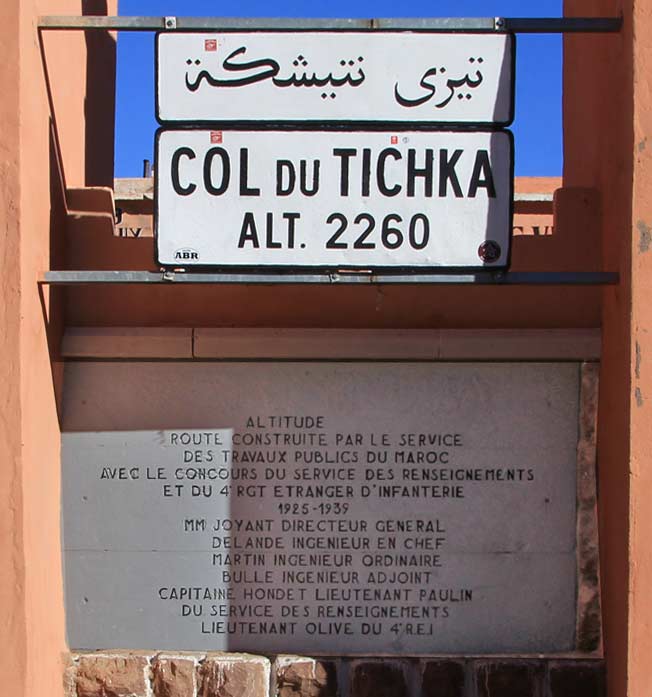 تيزي نتيشكة
COL DU TICHKA
ALT. 2260
ABR
ALTITUDE
ROUTE CONSTRUITE PAR LE SERVICE
DES TRAVAUX PUBLICS DU MAROC
AVEC LE CONCOURS DU SERVICE DES RENSEIGNEMENTS
ET DU 4ᵉ RGT ETRANGER D'INFANTERIE
1925-1939
MM JOYANT DIRECTEUR GENERAL
DELANDE INGENIEUR EN CHEF
MARTIN INGENIEUR ORDINAIRE
BULLE INGENIEUR ADJOINT
CAPITAINE HONDET LIEUTENANT PAULIN
DU SERVICE DES RENSEIGNEMENTS
LIEUTENANT OLIVE DU 4ᵉ R.E.I